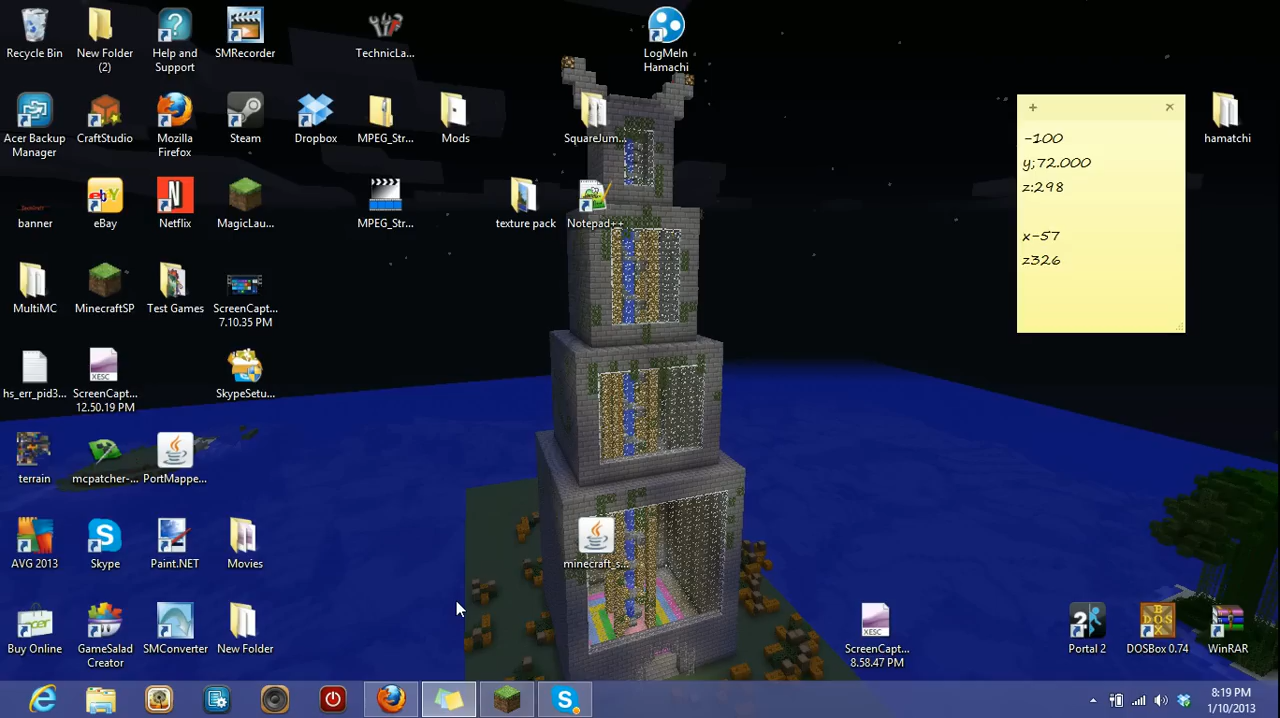 Recycle Bin
New Folder (2)
Help and Support
SMRecorder
TechnicLa...
LogMeIn Hamachi
Acer Backup Manager
CraftStudio
Mozilla Firefox
Steam
Dropbox
MPEG_Str...
Mods
SquareJum...
hamatchi
banner
eBay
Netflix
MagicLau...
MPEG_Str...
texture pack
Notepad++
MultiMC
MinecraftSP
Test Games
ScreenCapt... 7.10.35 PM
hs_err_pid3...
XESC
ScreenCapt... 12.50.19 PM
SkypeSetu...
terrain
mcpatcher-...
PortMappe...
AVG 2013
Skype
Paint.NET
Movies
minecraft_s...
Buy Online
GameSalad Creator
SMConverter
New Folder
XESC
ScreenCapt... 8.58.47 PM
Portal 2
DOSBox 0.74
WinRAR
-100
y;72.000
z:298
x-57
z326
8:19 PM
1/10/2013